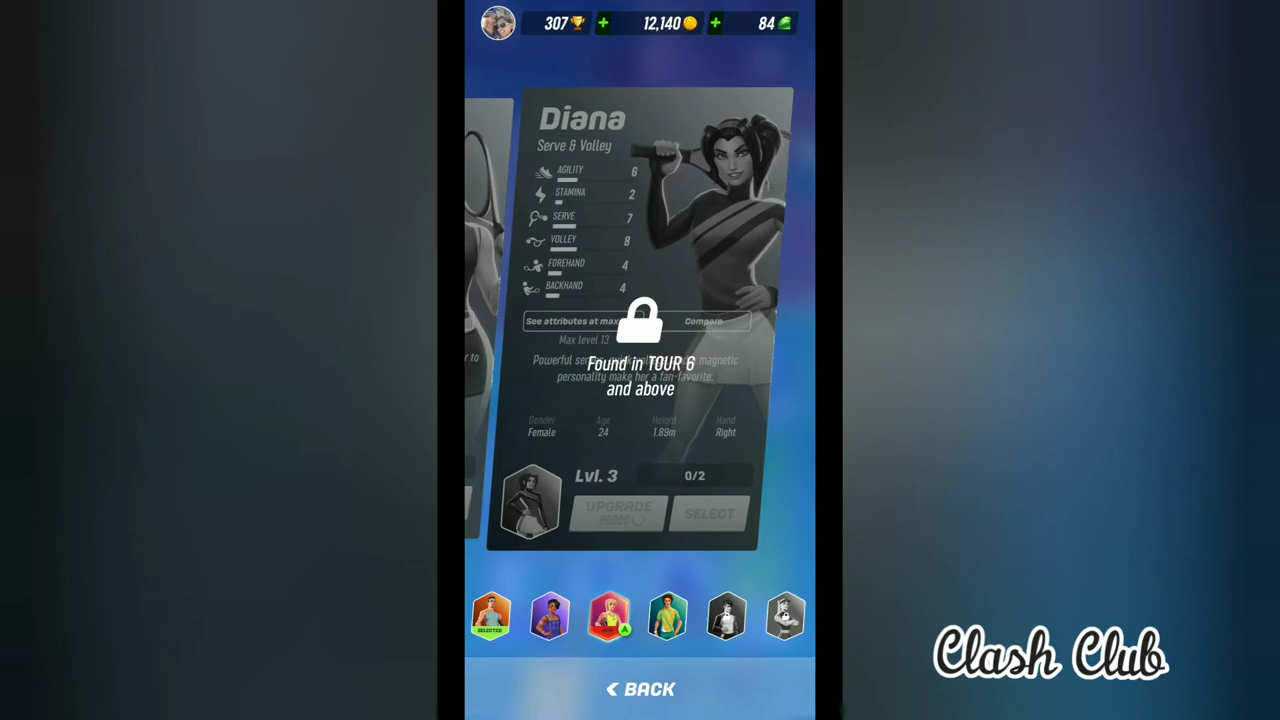 307 + 12,140 + 84
Diana
Serve & Volley
AGILITY 6
STAMINA 2
SERVE 7
VOLLEY 8
FOREHAND 4
BACKHAND 4
See attributes at max Compare
Max level 13
Found in TOUR 6
and above
Powerful magnetic
personality make her a fan-favorite.
Gender Age Height Hand
Female 24 1.89m Right
Lvl. 3 0/2
UPGRADE SELECT
SELECTED
BACK
Clash Club